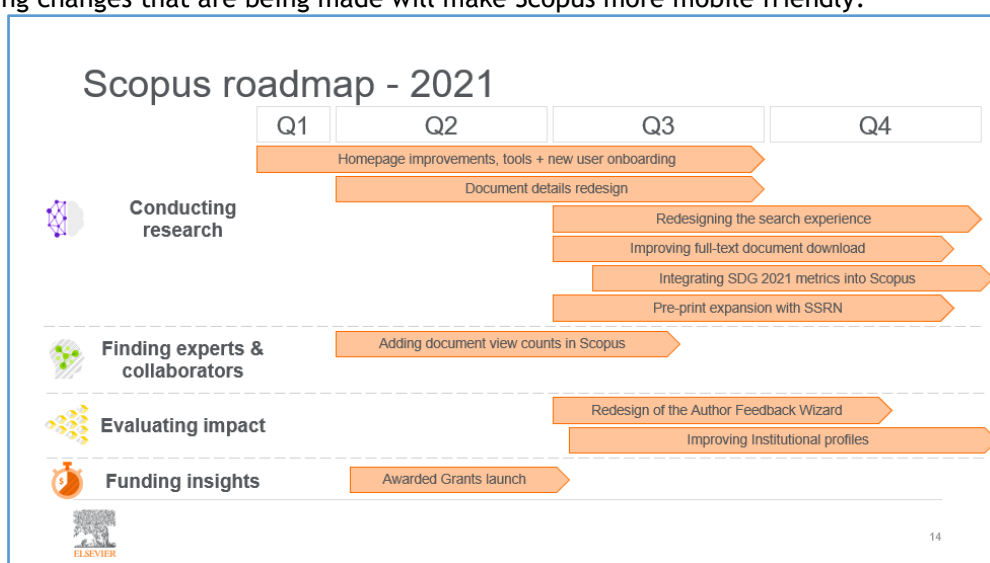 ng changes that are being made will make Scopus more mobile friendly.
Scopus roadmap - 2021
Q1 Q2 Q3 Q4
Homepage improvements, tools + new user onboarding
Document details redesign
Conducting
research
Redesigning the search experience
Improving full-text document download
Integrating SDG 2021 metrics into Scopus
Pre-print expansion with SSRN
Finding experts &
collaborators
Adding document view counts in Scopus
Evaluating impact
Redesign of the Author Feedback Wizard
Improving Institutional profiles
Funding insights
Awarded Grants launch
$
ELSEVIER
14